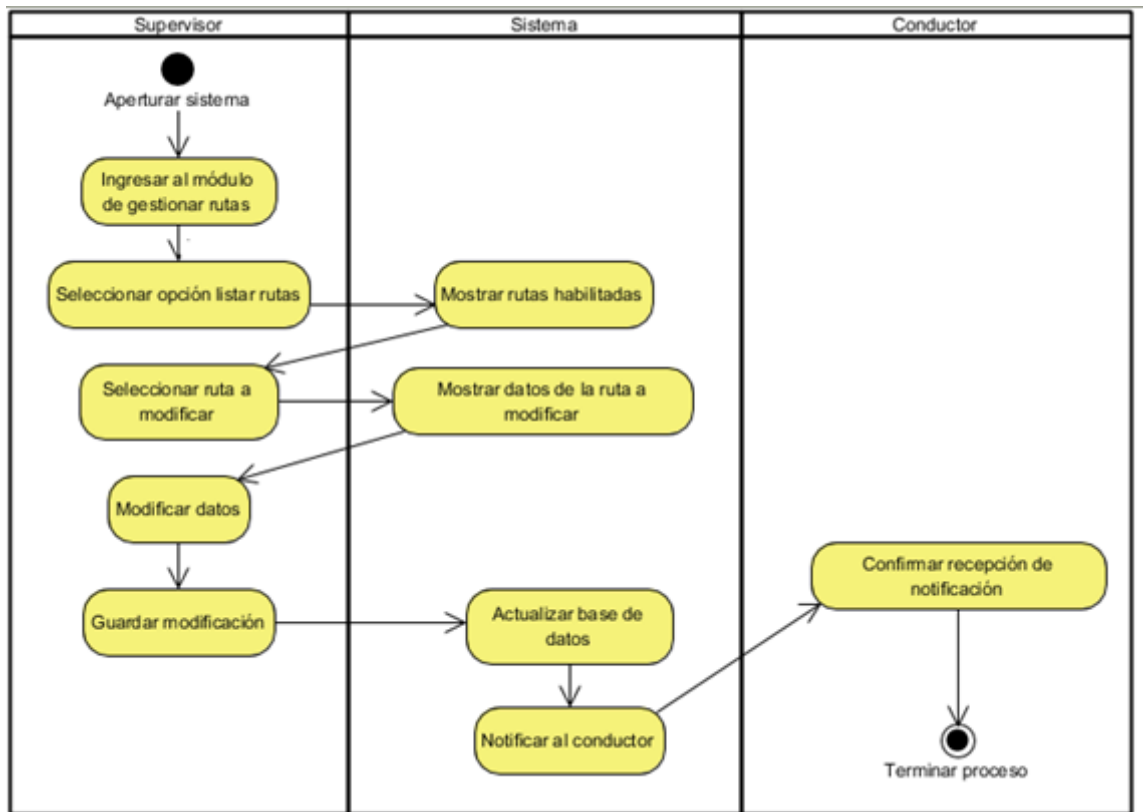 Supervisor
Sistema
Conductor
Aperturar sistema
Ingresar al módulo
de gestionar rutas
Seleccionar opción listar rutas
Mostrar rutas habilitadas
Seleccionar ruta a
modificar
Mostrar datos de la ruta a
modificar
Modificar datos
Guardar modificación
Actualizar base de
datos
Notificar al conductor
Confirmar recepción de
notificación
Terminar proceso